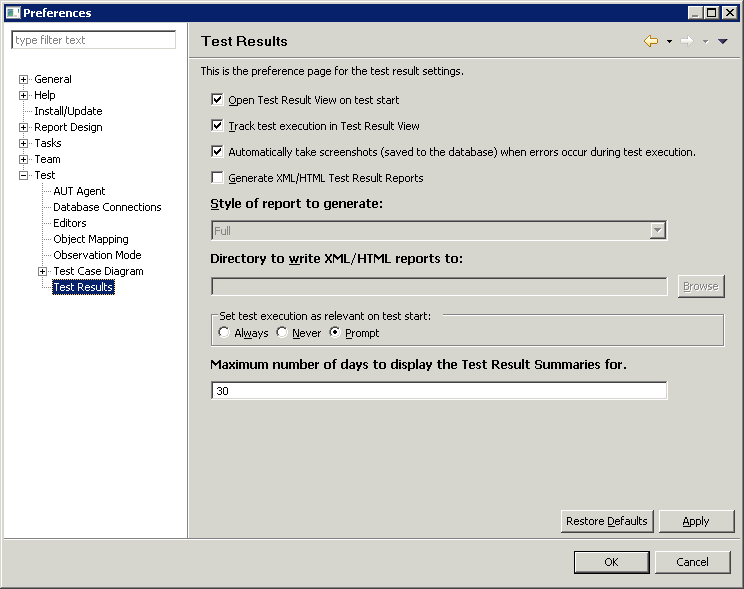 Preferences
type filter text
General
Help
Install/Update
Report Design
Tasks
Team
Test
AUT Agent
Database Connections
Editors
Object Mapping
Observation Mode
Test Case Diagram
Test Results
Test Results
This is the preference page for the test result settings.
Open Test Result View on test start
Track test execution in Test Result View
Automatically take screenshots (saved to the database) when errors occur during test execution.
Generate XML/HTML Test Result Reports
Style of report to generate:
Full
Directory to write XML/HTML reports to:
Browse
Set test execution as relevant on test start:
Always Never Prompt
Maximum number of days to display the Test Result Summaries for.
30
Restore Defaults Apply
OK Cancel